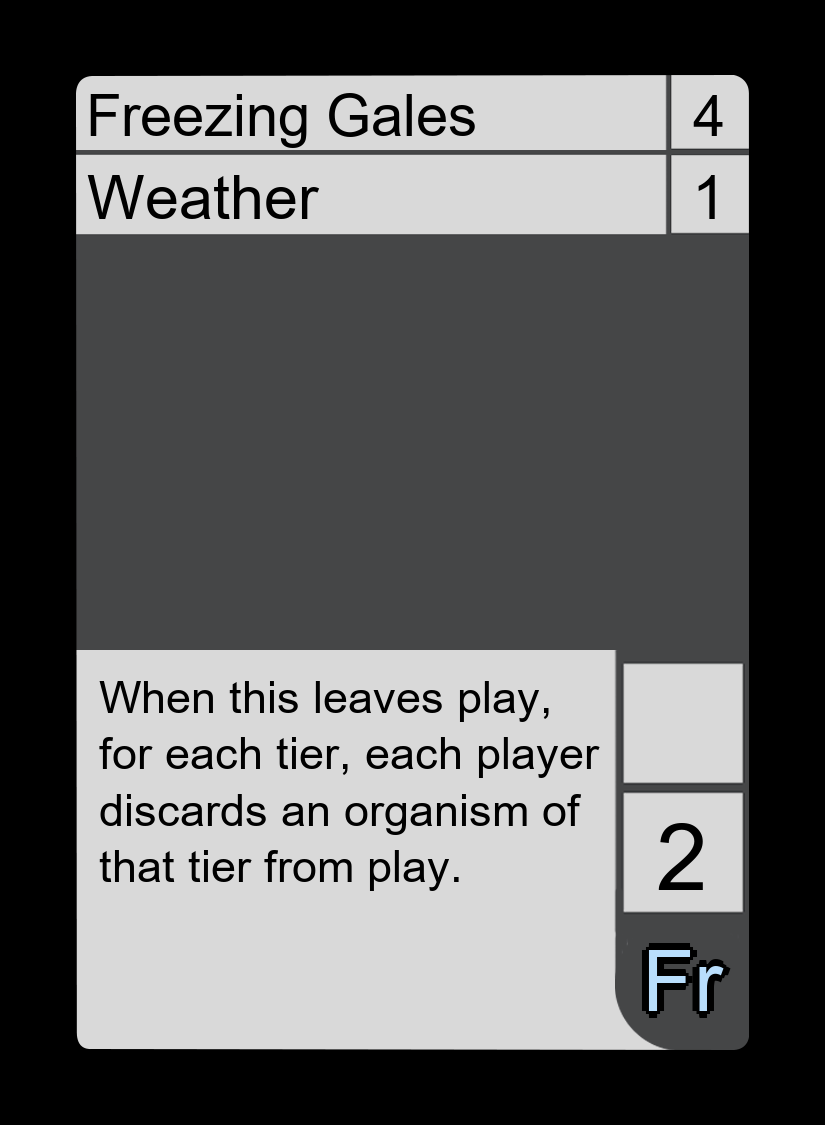 Freezing Gales 4
Weather 1
When this leaves play,
for each tier, each player
discards an organism of
that tier from play.
2
Fr